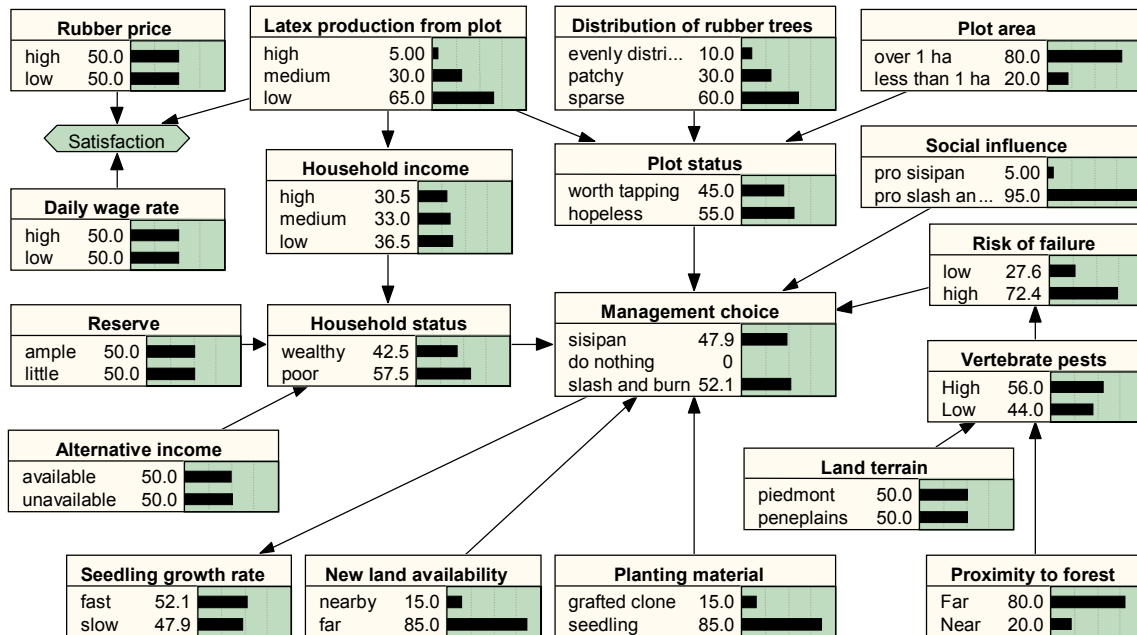 Rubber price
high 50.0
low 50.0
Latex production from plot
high 5.00
medium 30.0
low 65.0
Distribution of rubber trees
evenly distri... 10.0
patchy 30.0
sparse 60.0
Plot area
over 1 ha 80.0
less than 1 ha 20.0
Satisfaction
Household income
high 30.5
medium 33.0
low 36.5
Plot status
worth tapping 45.0
hopeless 55.0
Social influence
pro sisipan 5.00
pro slash an ... 95.0
Daily wage rate
high 50.0
low 50.0
Risk of failure
low 27.6
high 72.4
Reserve
ample 50.0
little 50.0
Household status
wealthy 42.5
poor 57.5
Management choice
sisipan 47.9
do nothing 0
slash and burn 52.1
Vertebrate pests
High 56.0
Low 44.0
Alternative income
available 50.0
unavailable 50.0
Land terrain
piedmont 50.0
peneplains 50.0
Seedling growth rate
fast 52.1
slow 47.9
New land availability
nearby 15.0
far 85.0
Planting material
grafted clone 15.0
seedling 85.0
Proximity to forest
Far 80.0
Near 20.0